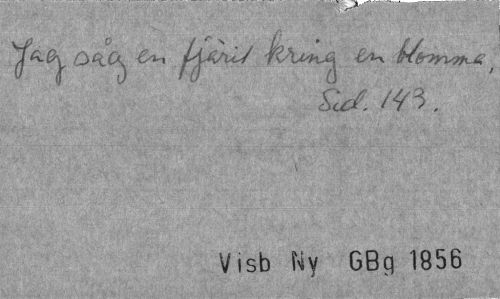 Jag såg en fjäril kring en blomma.
Sid. 143.
Visb Ny GBg 1856